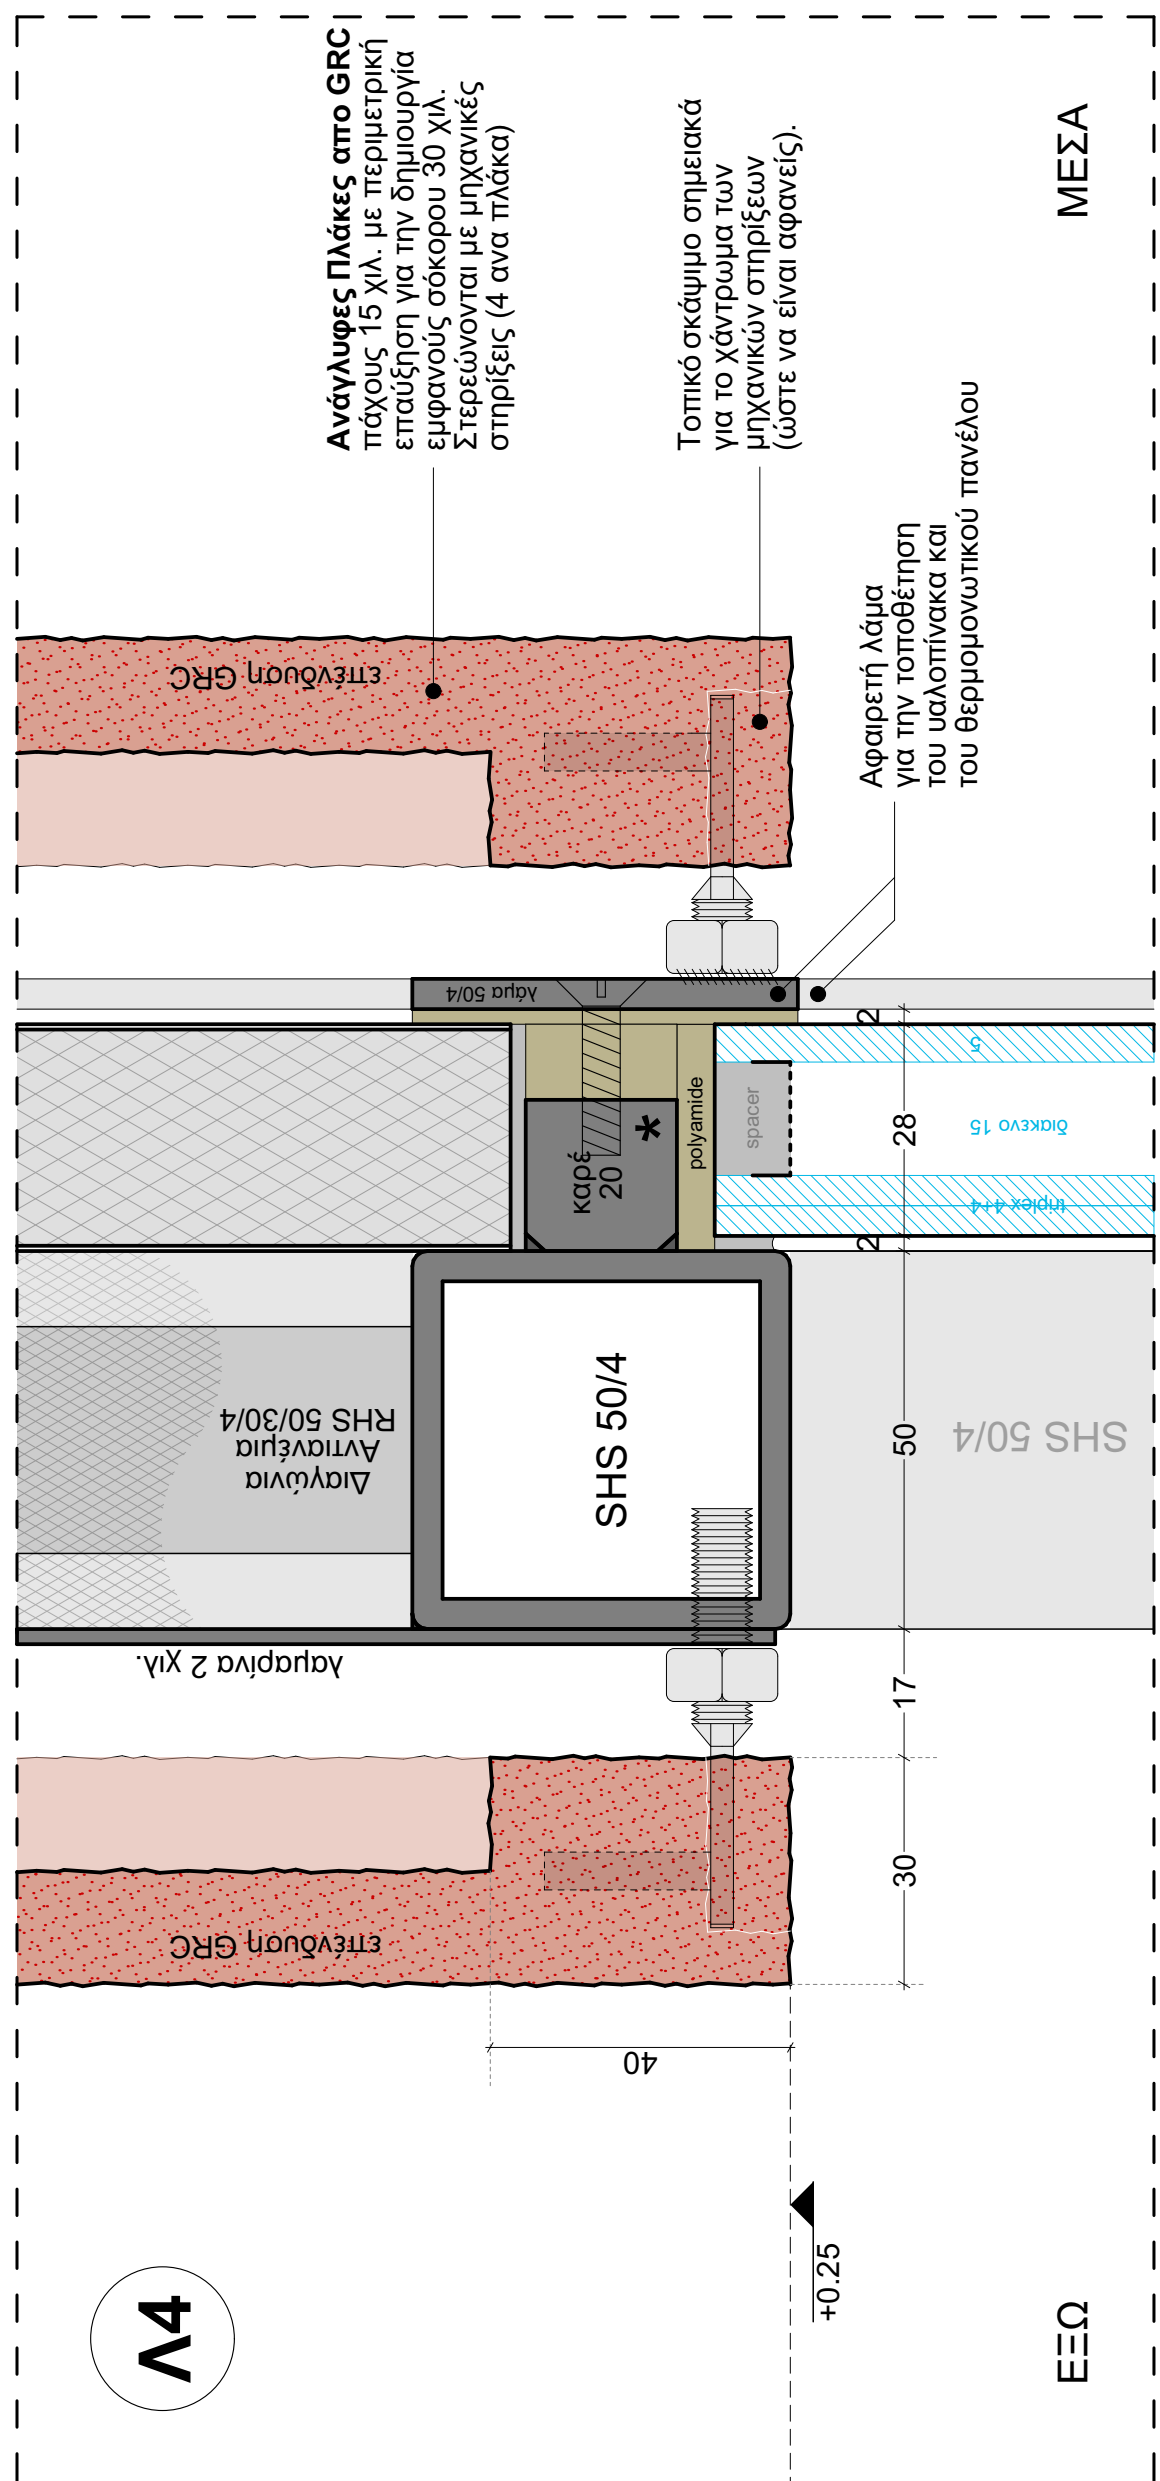 Ανάγλυφες Πλάκες απο GRC
πάχους 15 χιλ. με περιμετρική
επαύξηση για την δημιουργία
εμφανούς σόκορου 30 χιλ.
Στερεώνονται με μηχανικές
στηρίξεις (4 ανα πλάκα)
Τοπικό σκάψιμο σημειακά
για το χάντρωμα των
μηχανικών στηρίξεων
(ώστε να είναι αφανείς).
Αφαιρετή λάμα
για την τοποθέτηση
του υαλοπίνακα και
του θερμομονωτικού πανέλου
ΜΕΣΑ
επένδυση GRC
λάμα 50/4
καρέ
20
*
polyamide
spacer
5
διακενο 15
triplex 4+4
2
28
2
50
17
30
SHS 50/4
SHS 50/4
Διαγώνια
Αντιανέμια
RHS 50/30/4
λαμαρίνα 2 χιλ.
επένδυση GRC
40
+0.25
Λ4
ΕΞΩ